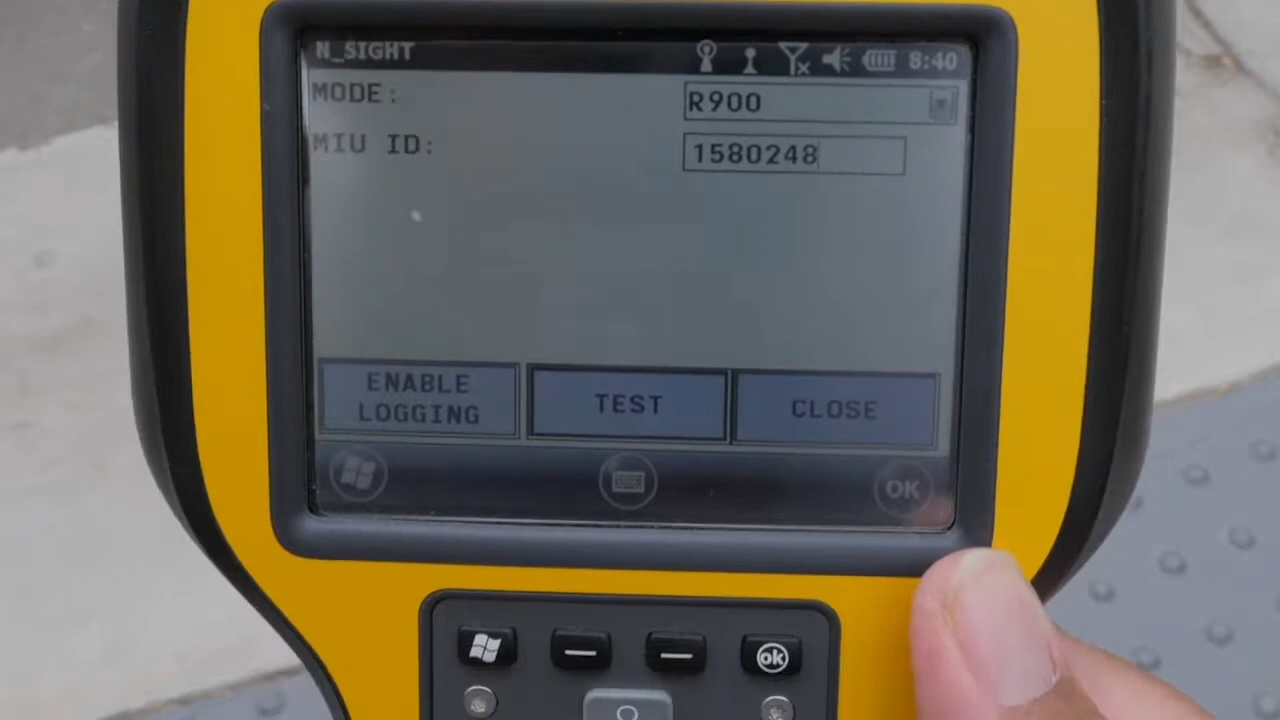 N_SIGHT 8:40
MODE: R900
MIU ID: 1580248
ENABLE
LOGGING
TEST
CLOSE
OK
ok